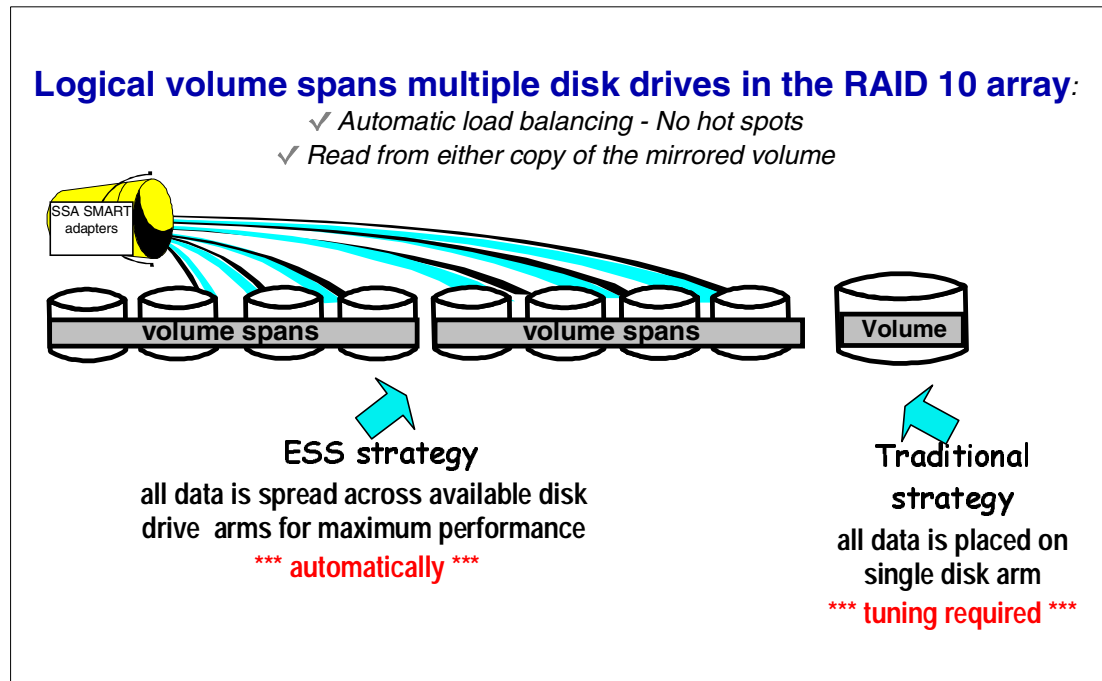 Logical volume spans multiple disk drives in the RAID 10 array:
✓ Automatic load balancing - No hot spots
✓ Read from either copy of the mirrored volume
SSA SMART
adapters
volume spans
volume spans
Volume
ESS strategy
all data is spread across available disk
drive arms for maximum performance
*** automatically ***
Traditional
strategy
all data is placed on
single disk arm
*** tuning required ***